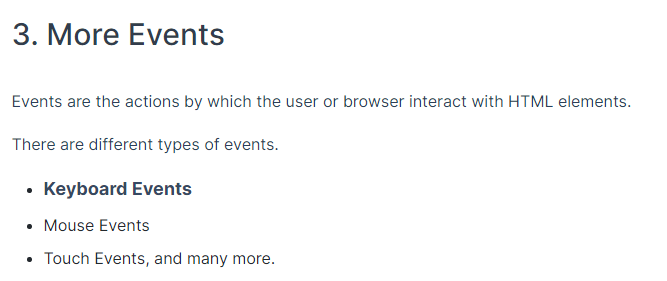 3. More Events
Events are the actions by which the user or browser interact with HTML elements.
There are different types of events.
• Keyboard Events
• Mouse Events
• Touch Events, and many more.